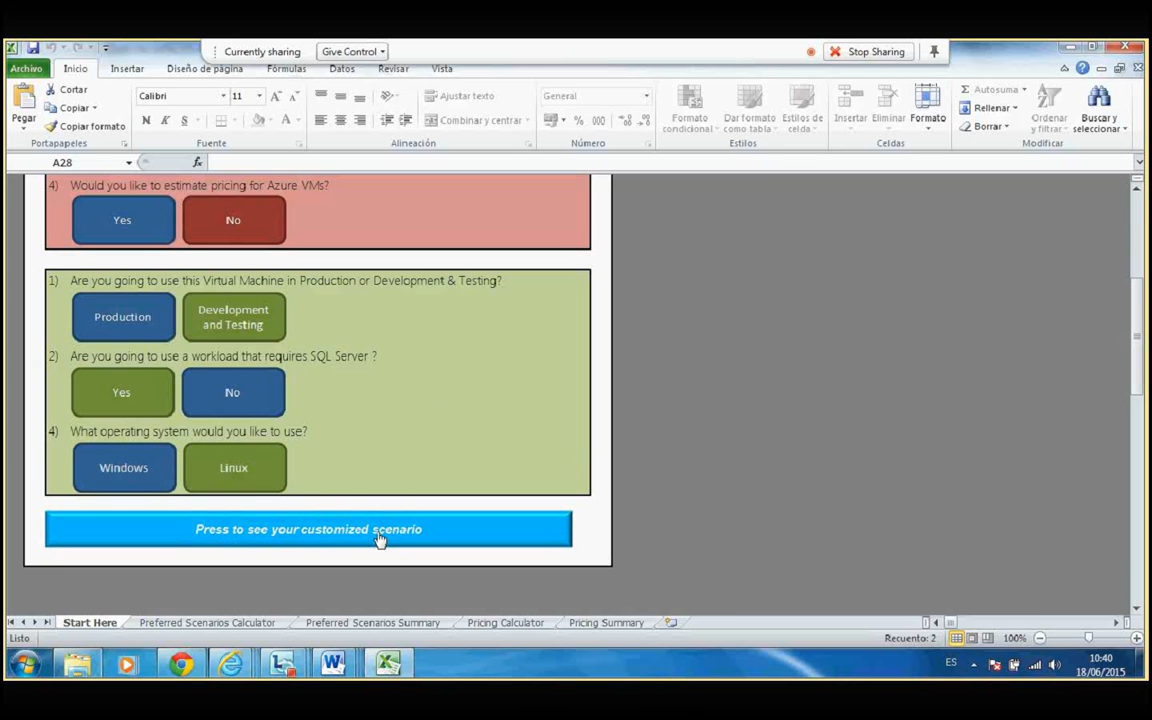 Currently sharing
Give Control
Stop Sharing
Archivo Inicio Insertar Diseño de página Fórmulas Datos Revisar Vista
Pegar
Cortar
Copiar
Copiar formato
Portapapeles
Calibri 11
N K S
Fuente
Ajustar texto
Combinar y centrar
Alineación
General
% 000
Número
Formato condicional
Dar formato como tabla
Estilos de celda
Estilos
Insertar Eliminar Formato
Celdas
Autosuma
Rellenar
Borrar
Ordenar y filtrar
Buscar y seleccionar
Modificar
A28
fx
4) Would you like to estimate pricing for Azure VMs?
Yes No
1) Are you going to use this Virtual Machine in Production or Development & Testing?
Production
Development
and Testing
2) Are you going to use a workload that requires SQL Server ?
Yes No
4) What operating system would you like to use?
Windows Linux
Press to see your customized scenario
Start Here Preferred Scenarios Calculator Preferred Scenarios Summary Pricing Calculator Pricing Summary
Listo
Recuento: 2
100%
ES
10:40
18/06/2015